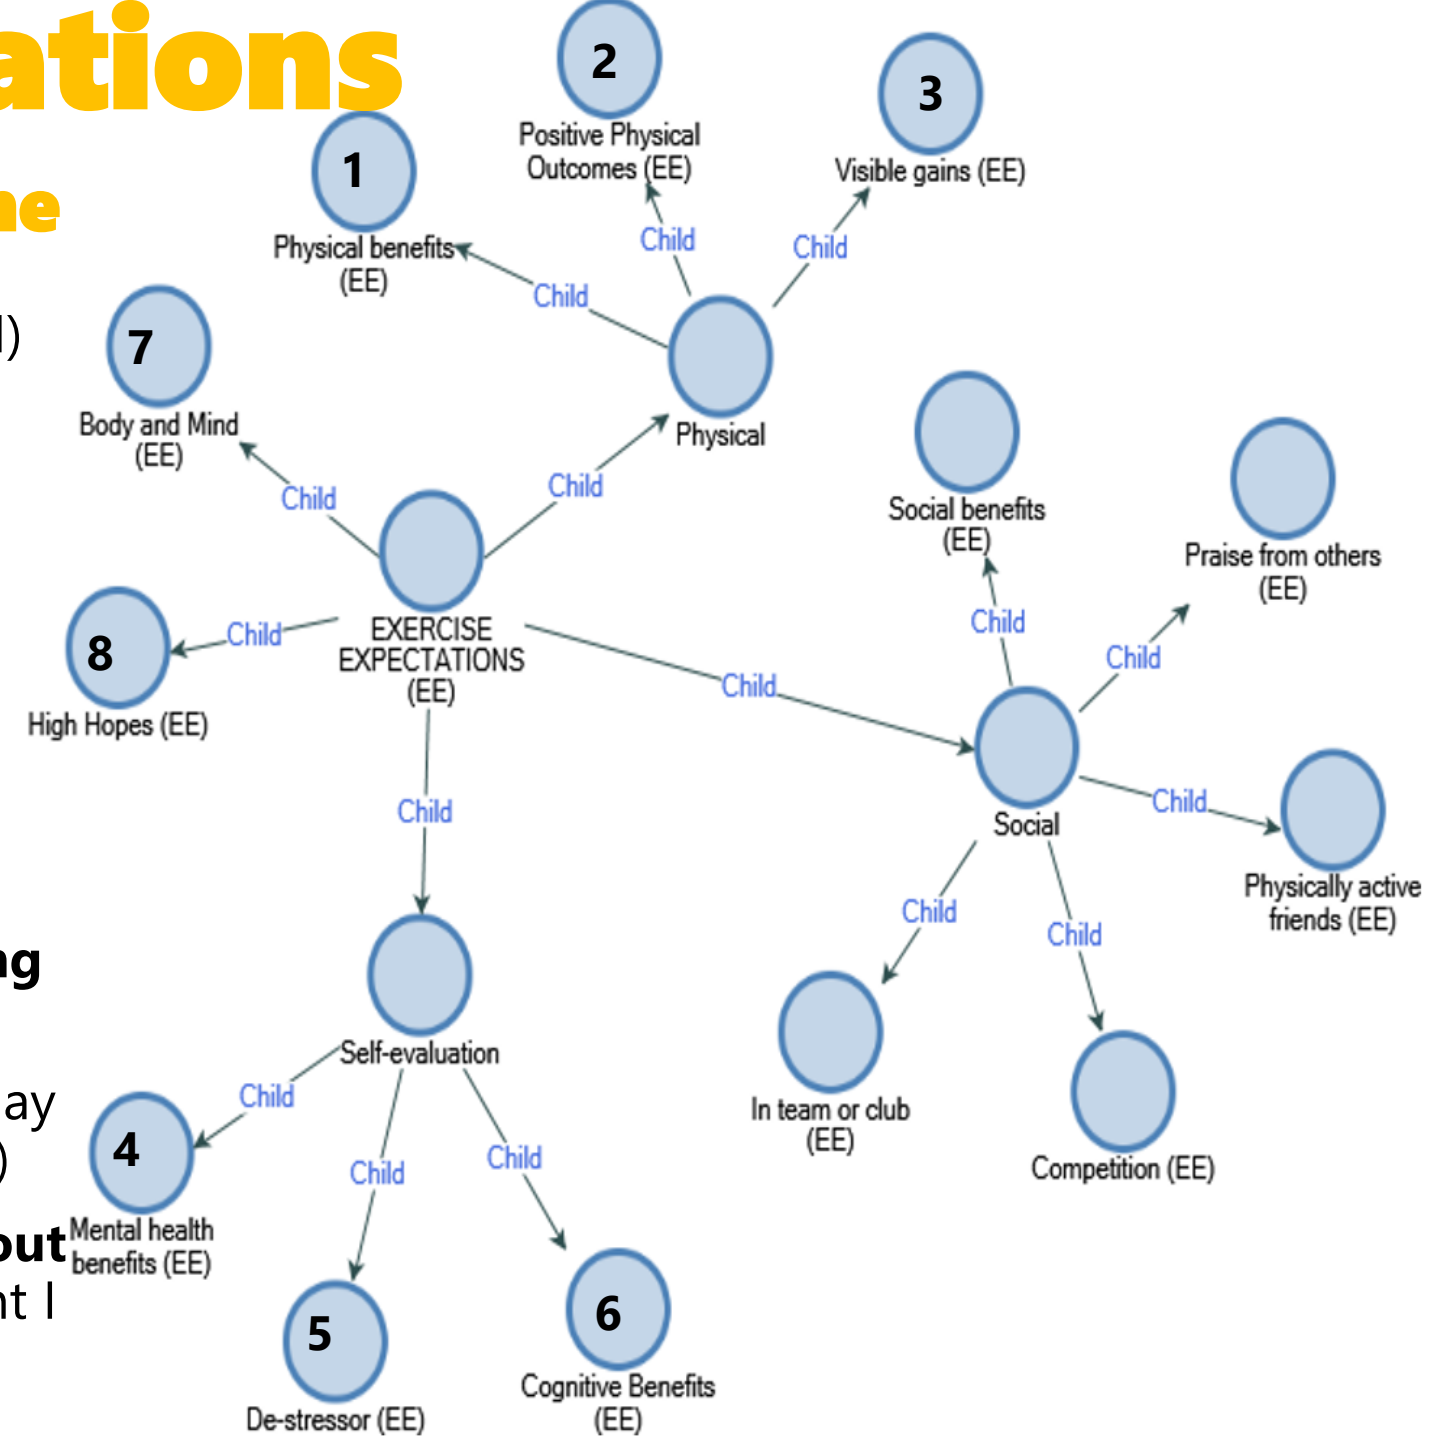 ations
ne
l)
ng
ay
)
out
nt I
2
Positive Physical
Outcomes (EE)
3
Visible gains (EE)
1
Physical benefits
(EE)
Child
Child
Child
7
Body and Mind
(EE)
Physical
Child
Child
Social benefits
(EE)
Praise from others
(EE)
8
High Hopes (EE)
Child
EXERCISE
EXPECTATIONS
(EE)
Child
Child
Child
Social
Child
Physically active
friends (EE)
Child
Child
Child
In team or club
(EE)
Competition (EE)
Self-evaluation
Child
Child
Child
4
Mental health
benefits (EE)
5
De-stressor (EE)
6
Cognitive Benefits
(EE)